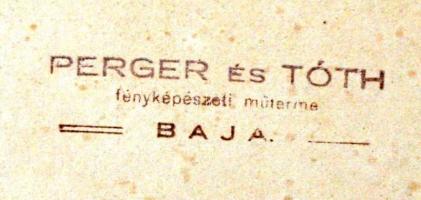 PERGER ÉS TÓTH
fényképészeti műterme
BAJA.